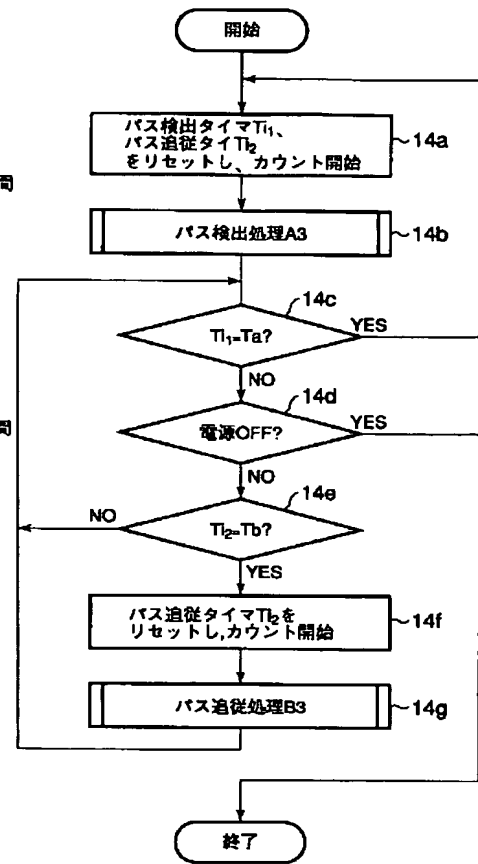 開始
パス検出タイマTi₁、
パス追従タイTi₂
をリセットし、カウント開始
14a
間
パス検出処理A3
14b
14c
Ti₁=Ta?
YES
NO
14d
間
電源OFF?
YES
NO
14e
NO
Ti₂=Tb?
YES
パス追従タイマTi₂を
リセットし,カウント開始
14f
パス追従処理B3
14g
終了